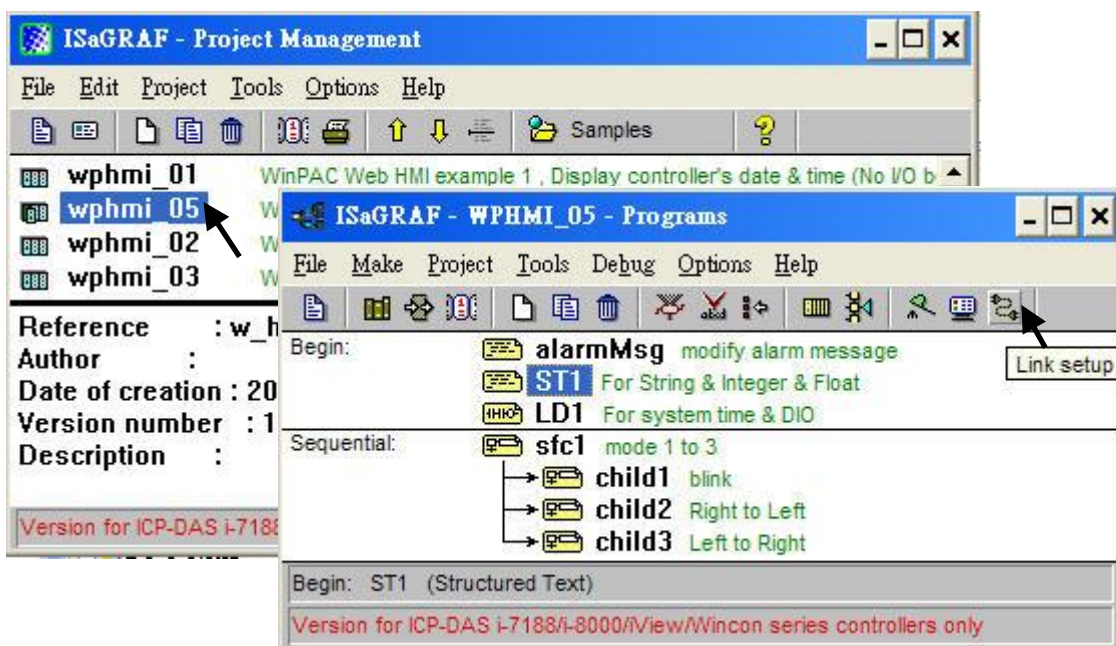 ISaGRAF - Project Management
File Edit Project Tools Options Help
Samples
wphmi_01 WinPAC Web HMI example 1 , Display controller's date & time (No I/O b
wphmi_05 W
wphmi_02 W
wphmi_03 W
Reference : w_h
Author :
Date of creation : 20
Version number : 1
Description :
Version for ICP-DAS i-7188
ISaGRAF - WPHMI_05 - Programs
File Make Project Tools Debug Options Help
Link setup
Begin: alarmMsg modify alarm message
ST1 For String & Integer & Float
LD1 For system time & DIO
Sequential: sfc1 mode 1 to 3
child1 blink
child2 Right to Left
child3 Left to Right
Begin: ST1 (Structured Text)
Version for ICP-DAS i-7188/i-8000/iView/Wincon series controllers only